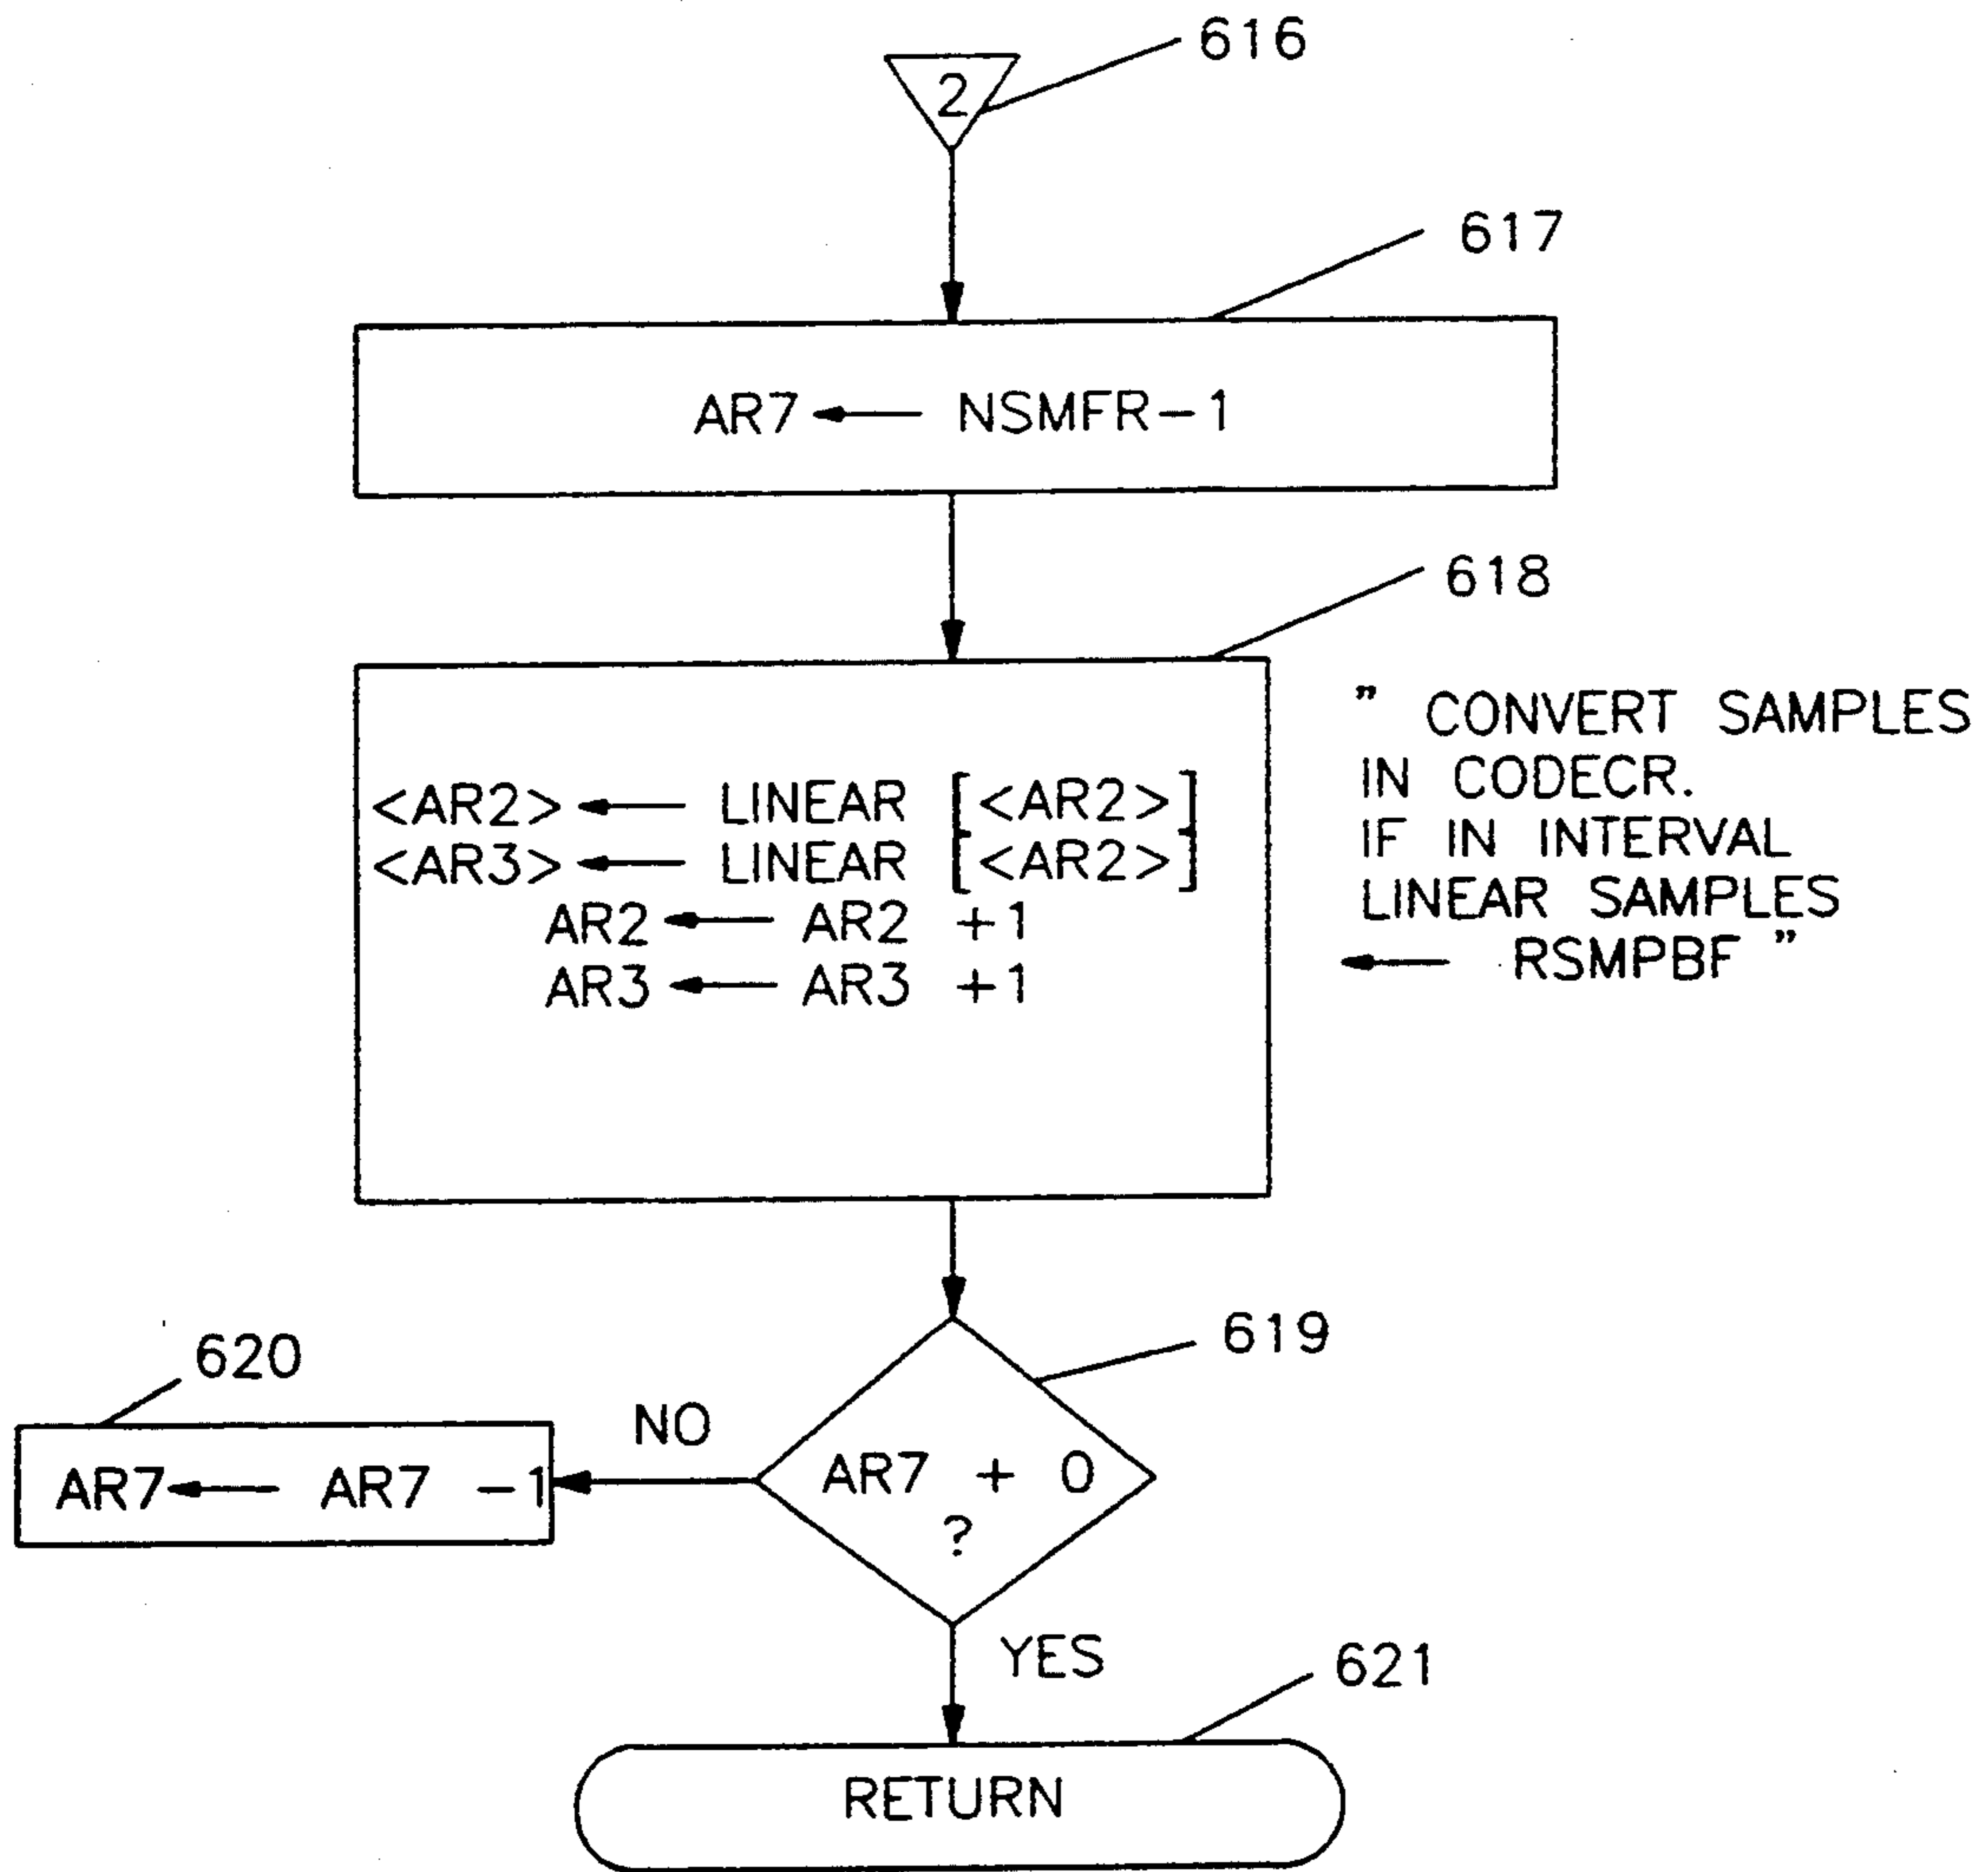 616
2
617
AR7 ← NSMFR-1
618
<AR2> ← LINEAR [<AR2>]
<AR3> ← LINEAR [<AR2>]
AR2 ← AR2 +1
AR3 ← AR3 +1
" CONVERT SAMPLES
IN CODECR.
IF IN INTERVAL
LINEAR SAMPLES
← RSMPBF "
619
620
NO
AR7 + 0
?
AR7 ← AR7 -1
YES
621
RETURN